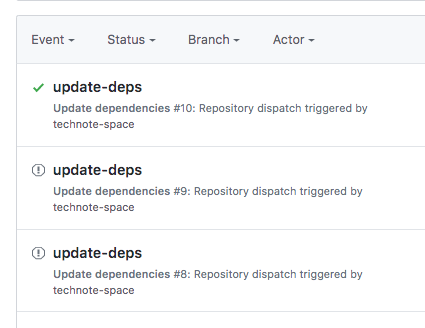 Event Status Branch Actor
update-deps
Update dependencies #10: Repository dispatch triggered by
technote-space
update-deps
Update dependencies #9: Repository dispatch triggered by
technote-space
update-deps
Update dependencies #8: Repository dispatch triggered by
technote-space